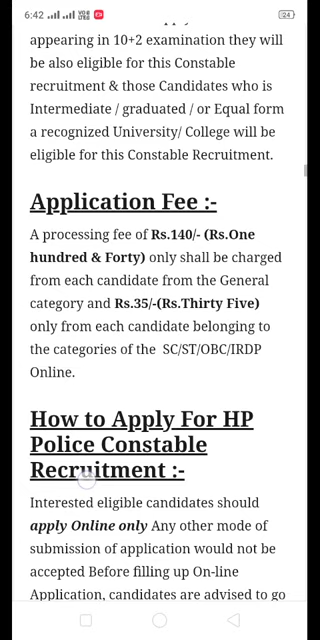 6:42
24
appearing in 10+2 examination they will
be also eligible for this Constable
recruitment & those Candidates who is
Intermediate / graduated / or Equal form
a recognized University/ College will be
eligible for this Constable Recruitment.
Application Fee :-
A processing fee of Rs.140/- (Rs.One
hundred & Forty) only shall be charged
from each candidate from the General
category and Rs.35/-(Rs.Thirty Five)
only from each candidate belonging to
the categories of the SC/ST/OBC/IRDP
Online.
How to Apply For HP
Police Constable
Recruitment :-
Interested eligible candidates should
apply Online only Any other mode of
submission of application would not be
accepted Before filling up On-line
Application, candidates are advised to go